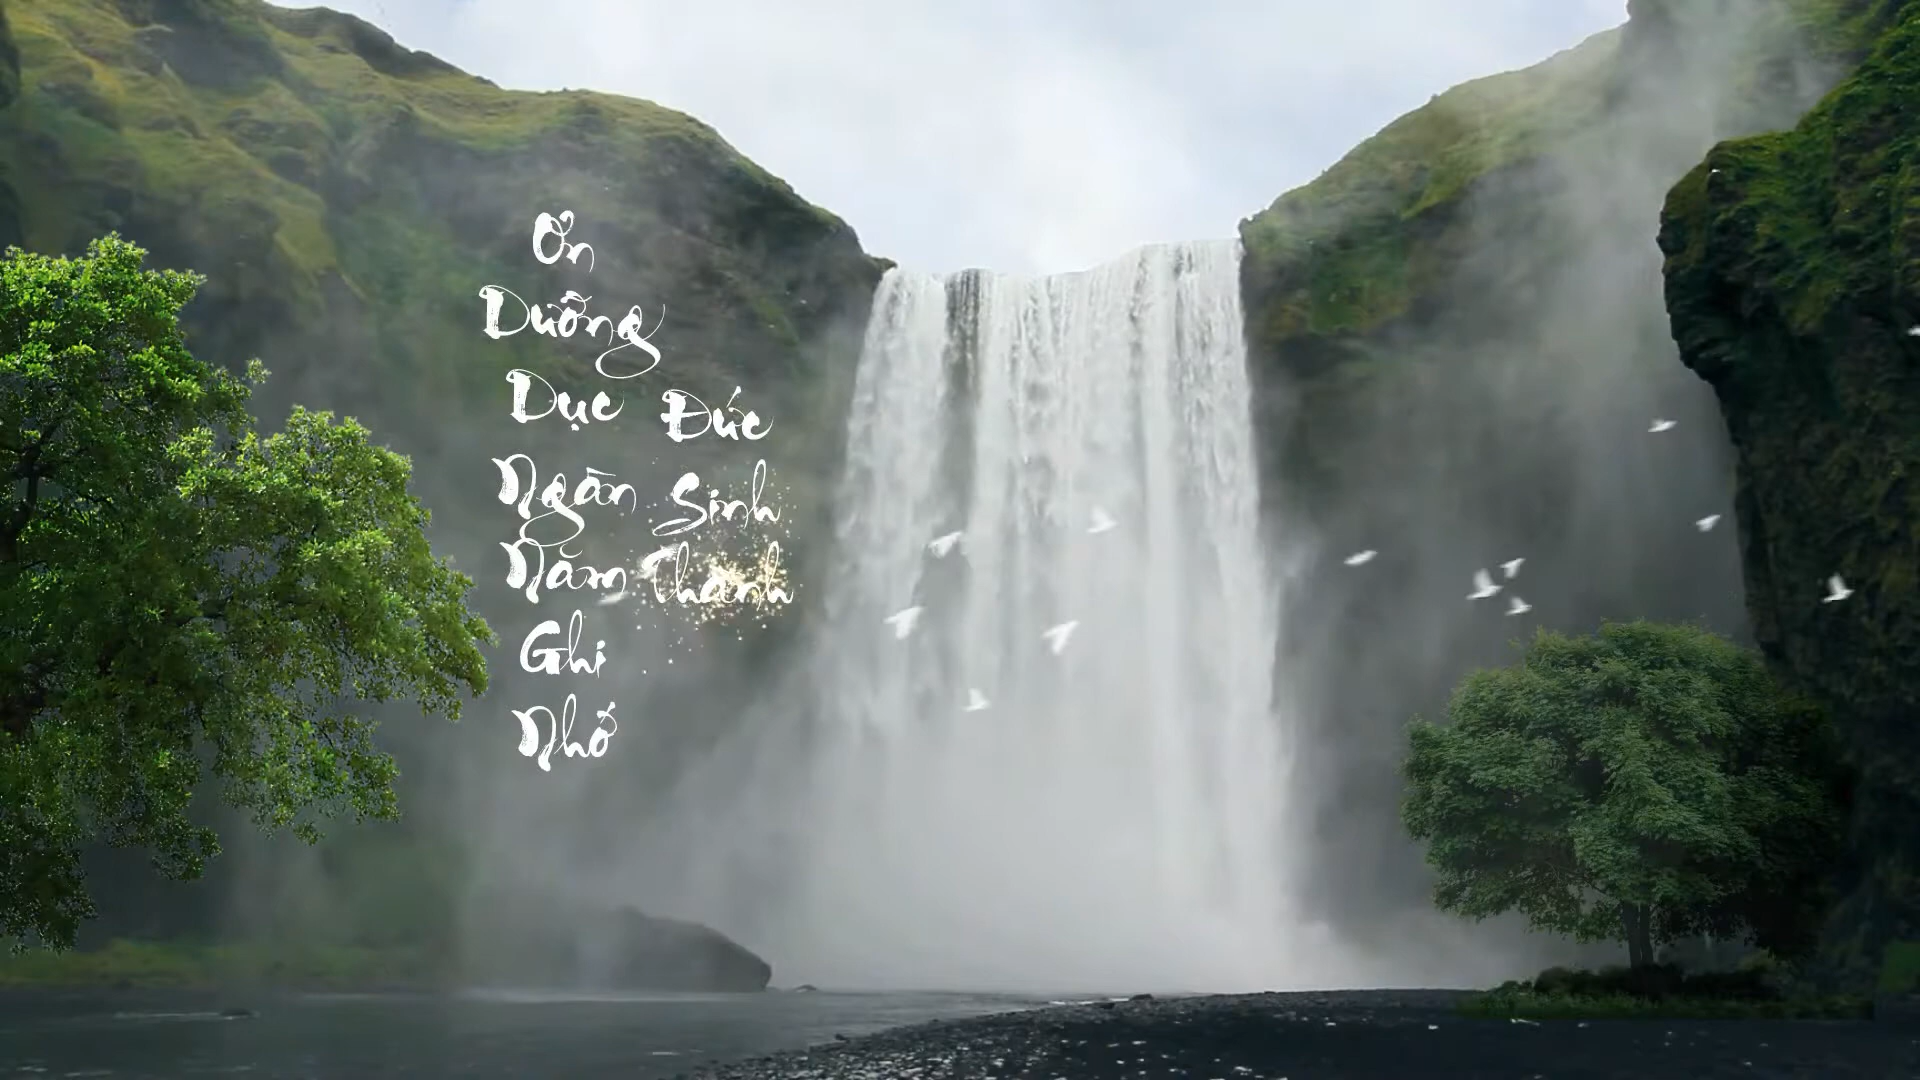 Ơn
Dưỡng
Dục
Ngàn
Năm
Ghi
Nhớ
Đức
Sinh
Thành